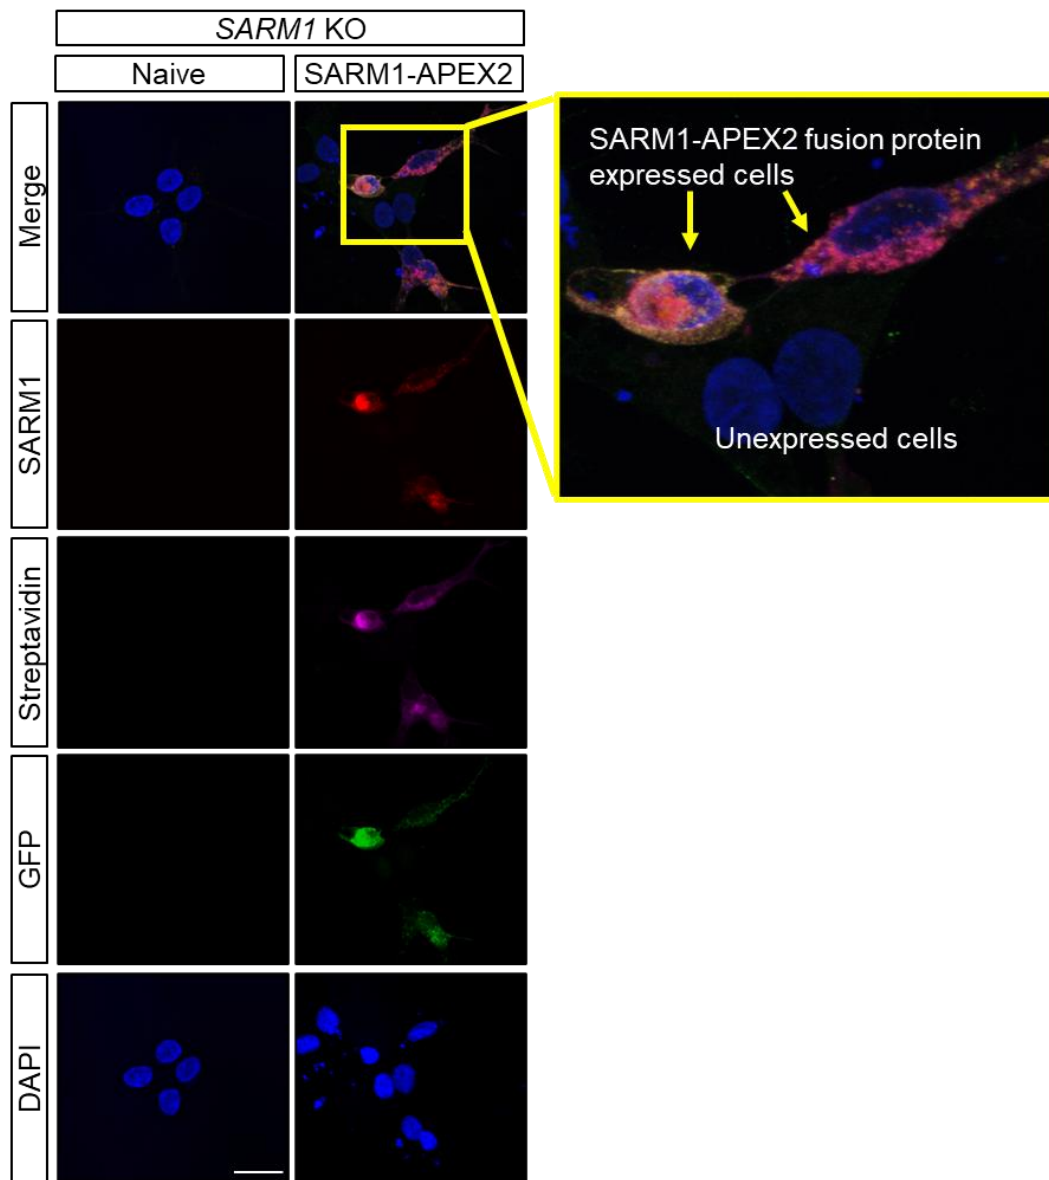 SARM1 KO
Naive
SARM1-APEX2
Merge
SARM1-APEX2 fusion protein
expressed cells
Unexpressed cells
SARM1
Streptavidin
GFP
DAPI